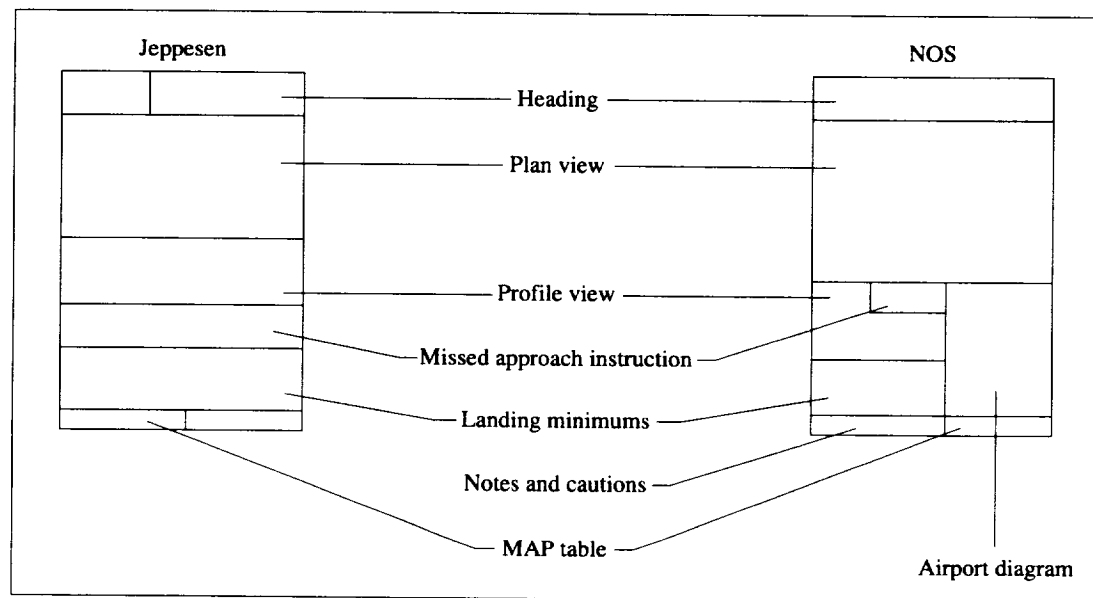 Jeppesen
NOS
Heading
Plan view
Profile view
Missed approach instruction
Landing minimums
Notes and cautions
MAP table
Airport diagram